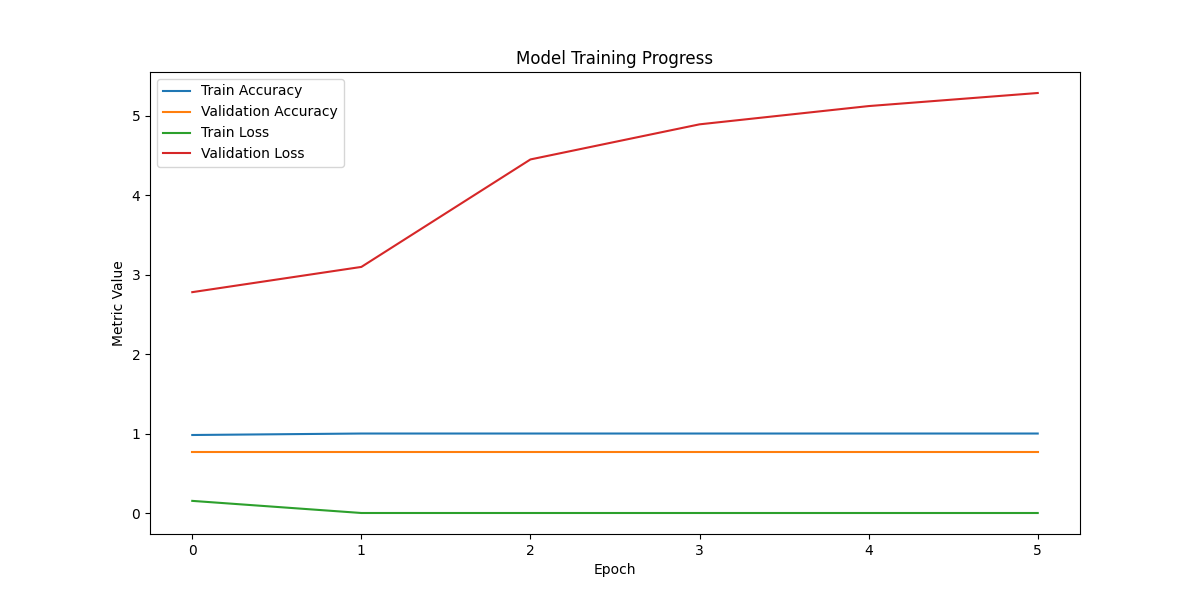 Model Training Progress
Train Accuracy
Validation Accuracy
Train Loss
Validation Loss
Metric Value
5
4
3
2
1
0
0 1 2 3 4 5
Epoch